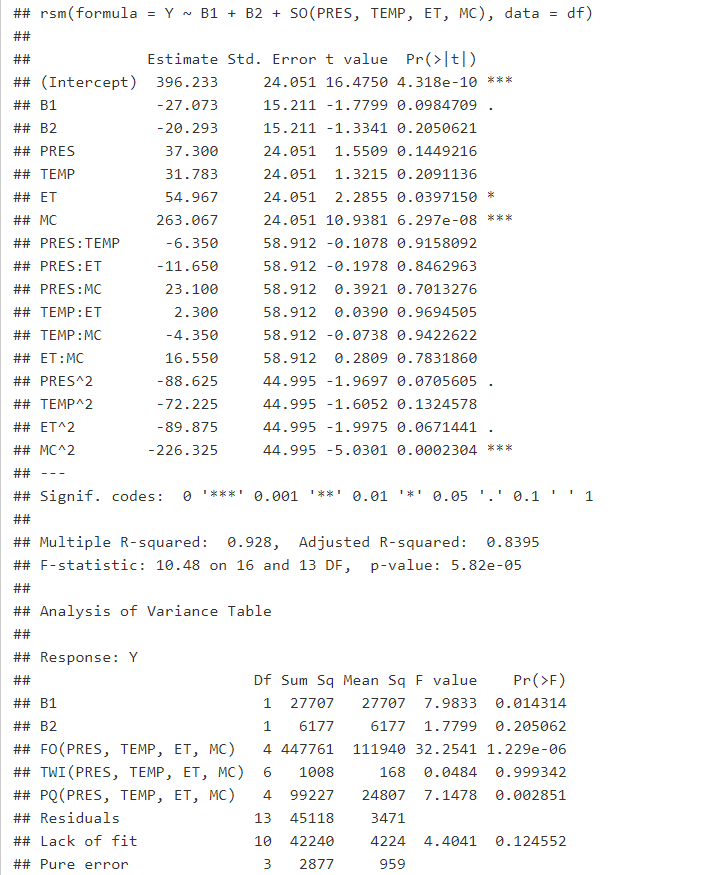 ## rsm(formula = Y ~ B1 + B2 + SO(PRES, TEMP, ET, MC), data = df)
##
##              Estimate Std. Error t value  Pr(>|t|)
## (Intercept)  396.233     24.051 16.4750 4.318e-10 ***
## B1           -27.073     15.211 -1.7799 0.0984709 .
## B2           -20.293     15.211 -1.3341 0.2050621
## PRES          37.300     24.051  1.5509 0.1449216
## TEMP          31.783     24.051  1.3215 0.2091136
## ET            54.967     24.051  2.2855 0.0397150 *
## MC           263.067     24.051 10.9381 6.297e-08 ***
## PRES:TEMP     -6.350     58.912 -0.1078 0.9158092
## PRES:ET      -11.650     58.912 -0.1978 0.8462963
## PRES:MC       23.100     58.912  0.3921 0.7013276
## TEMP:ET        2.300     58.912  0.0390 0.9694505
## TEMP:MC       -4.350     58.912 -0.0738 0.9422622
## ET:MC         16.550     58.912  0.2809 0.7831860
## PRES^2       -88.625     44.995 -1.9697 0.0705605 .
## TEMP^2       -72.225     44.995 -1.6052 0.1324578
## ET^2         -89.875     44.995 -1.9975 0.0671441 .
## MC^2        -226.325     44.995 -5.0301 0.0002304 ***
## ---
## Signif. codes:  0 '***' 0.001 '**' 0.01 '*' 0.05 '.' 0.1 ' ' 1
##
## Multiple R-squared:  0.928,  Adjusted R-squared:  0.8395
## F-statistic: 10.48 on 16 and 13 DF,  p-value: 5.82e-05
##
## Analysis of Variance Table
##
## Response: Y
##                         Df Sum Sq Mean Sq F value    Pr(>F)
## B1                       1  27707   27707  7.9833  0.014314
## B2                       1   6177    6177  1.7799  0.205062
## FO(PRES, TEMP, ET, MC)   4 447761  111940 32.2541 1.229e-06
## TWI(PRES, TEMP, ET, MC)  6   1008     168  0.0484  0.999342
## PQ(PRES, TEMP, ET, MC)   4  99227   24807  7.1478  0.002851
## Residuals               13  45118    3471
## Lack of fit             10  42240    4224  4.4041  0.124552
## Pure error               3   2877     959